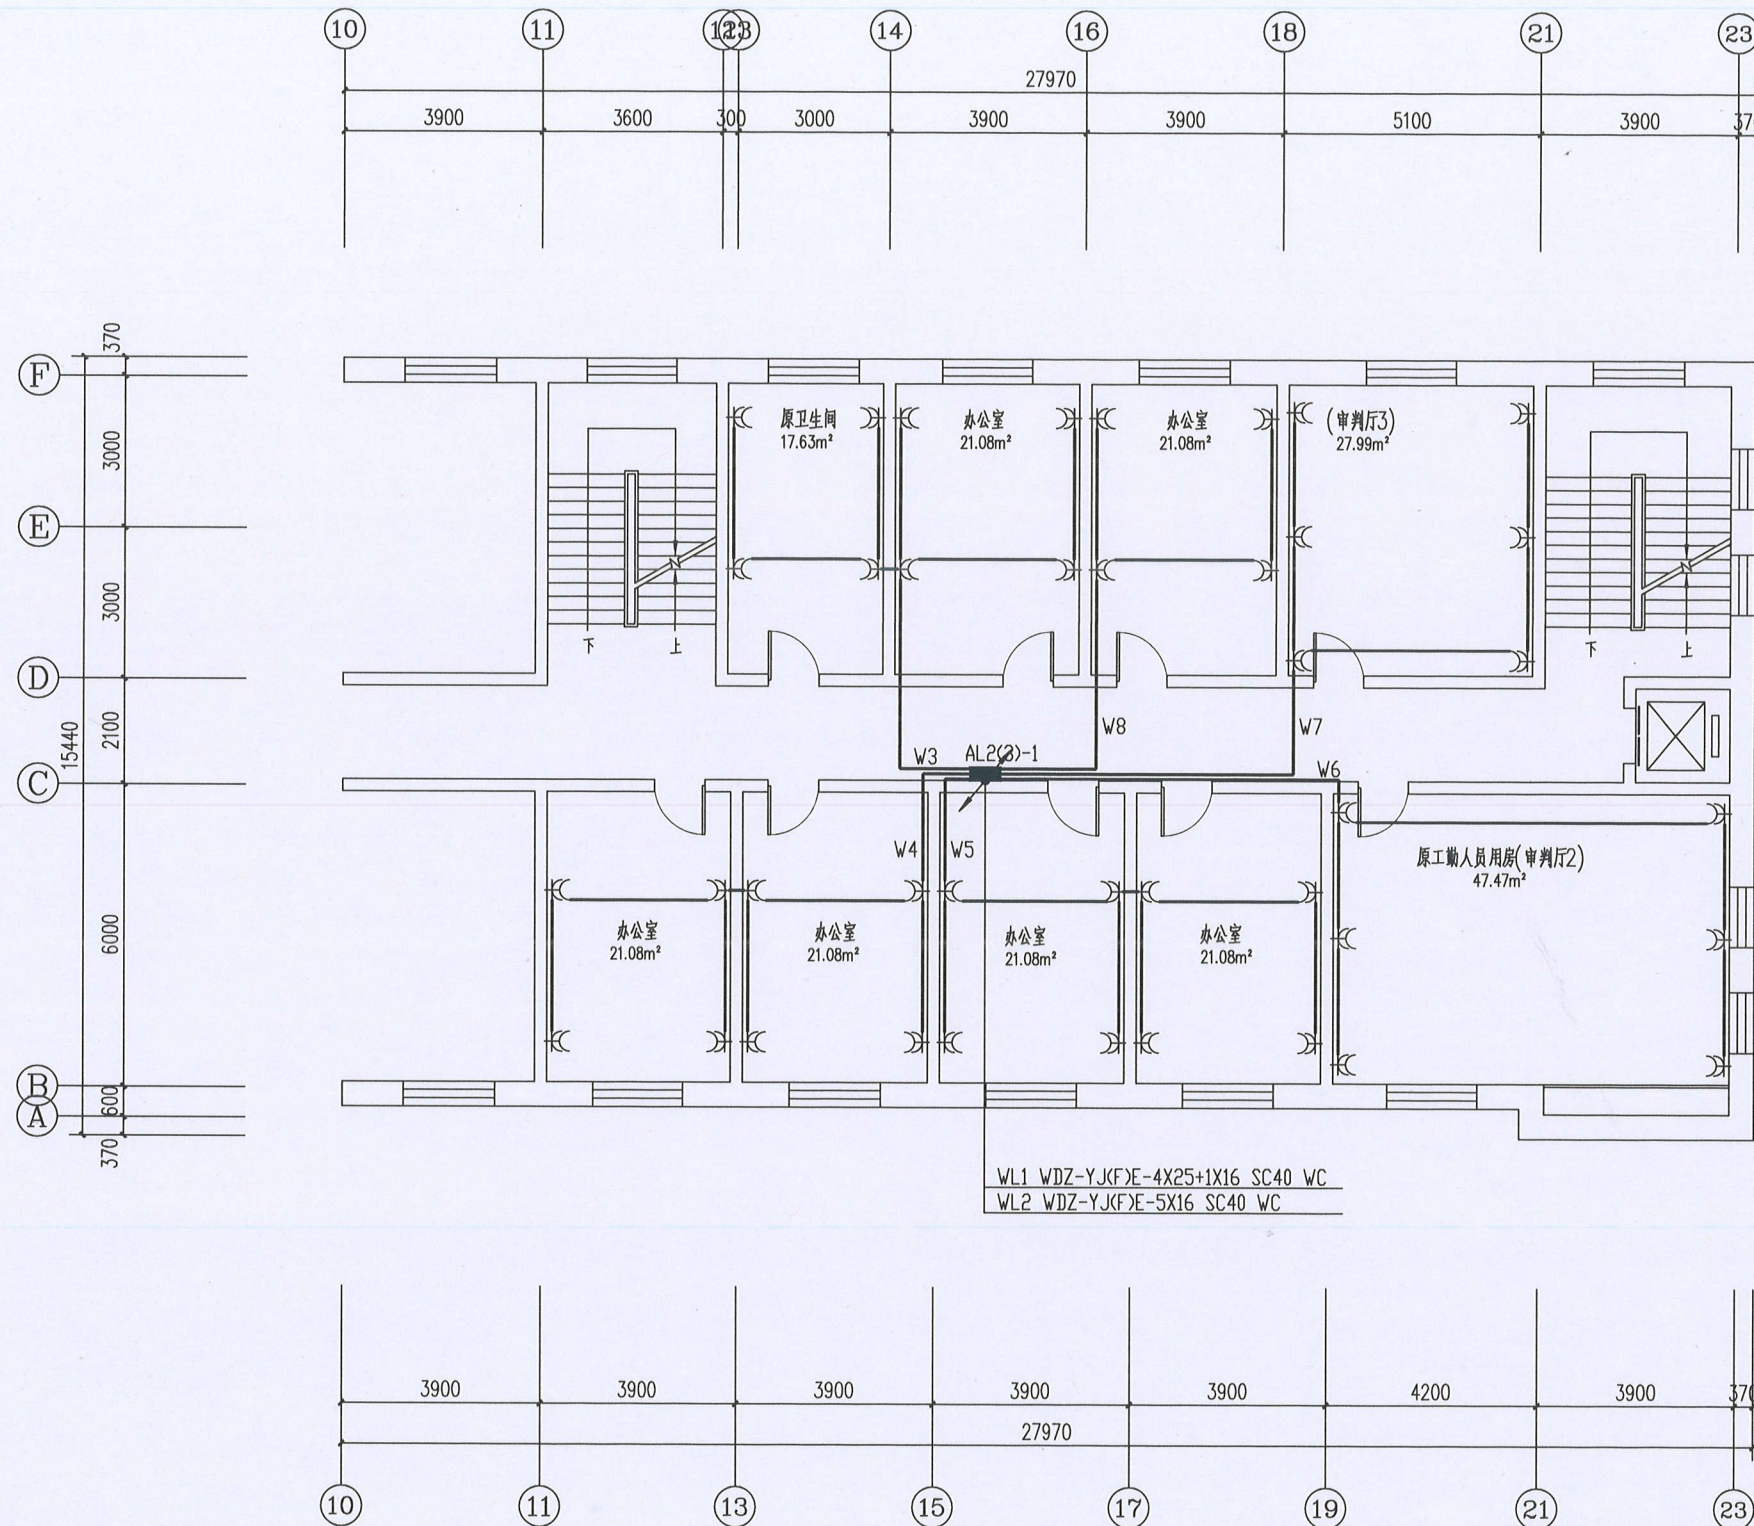 10 11 12 13 14 16 18 21 23
27970
3900 3600 300 3000 3900 3900 5100 3900
370
F
3000
原卫生间 办公室 办公室 (审判厅3)
17.63m² 21.08m² 21.08m² 27.99m²
E
3000
下 上 下 上
D
2100
15440
W8 W7
W3 AL2(3)-1
C
W6
W4 W5
原工勤人员用房(审判厅2)
47.47m²
6000
办公室 办公室 办公室 办公室
21.08m² 21.08m² 21.08m² 21.08m²
B
600
A
370
WL1 WDZ-YJ(F)E-4X25+1X16 SC40 WC
WL2 WDZ-YJ(F)E-5X16 SC40 WC
3900 3900 3900 3900 3900 4200 3900
27970
10 11 13 15 17 19 21 23